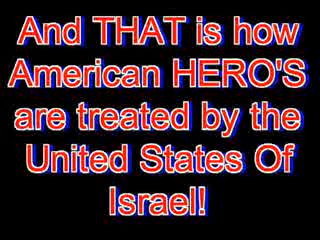 And THAT is how
American HERO'S
are treated by the
United States Of
Israel!